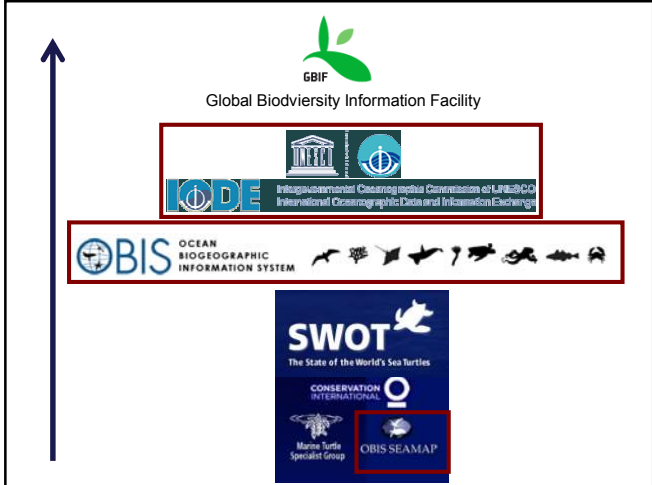 GBIF
Global Biodviersity Information Facility
UNESCO
IODE
Intergovernmental Oceanographic Commission of UNESCO
International Oceanographic Data and Information Exchange
OBIS
OCEAN
BIOGEOGRAPHIC
INFORMATION SYSTEM
SWOT
The State of the World's Sea Turtles
CONSERVATION
INTERNATIONAL
Marine Turtle
Specialist Group
OBIS SEAMAP